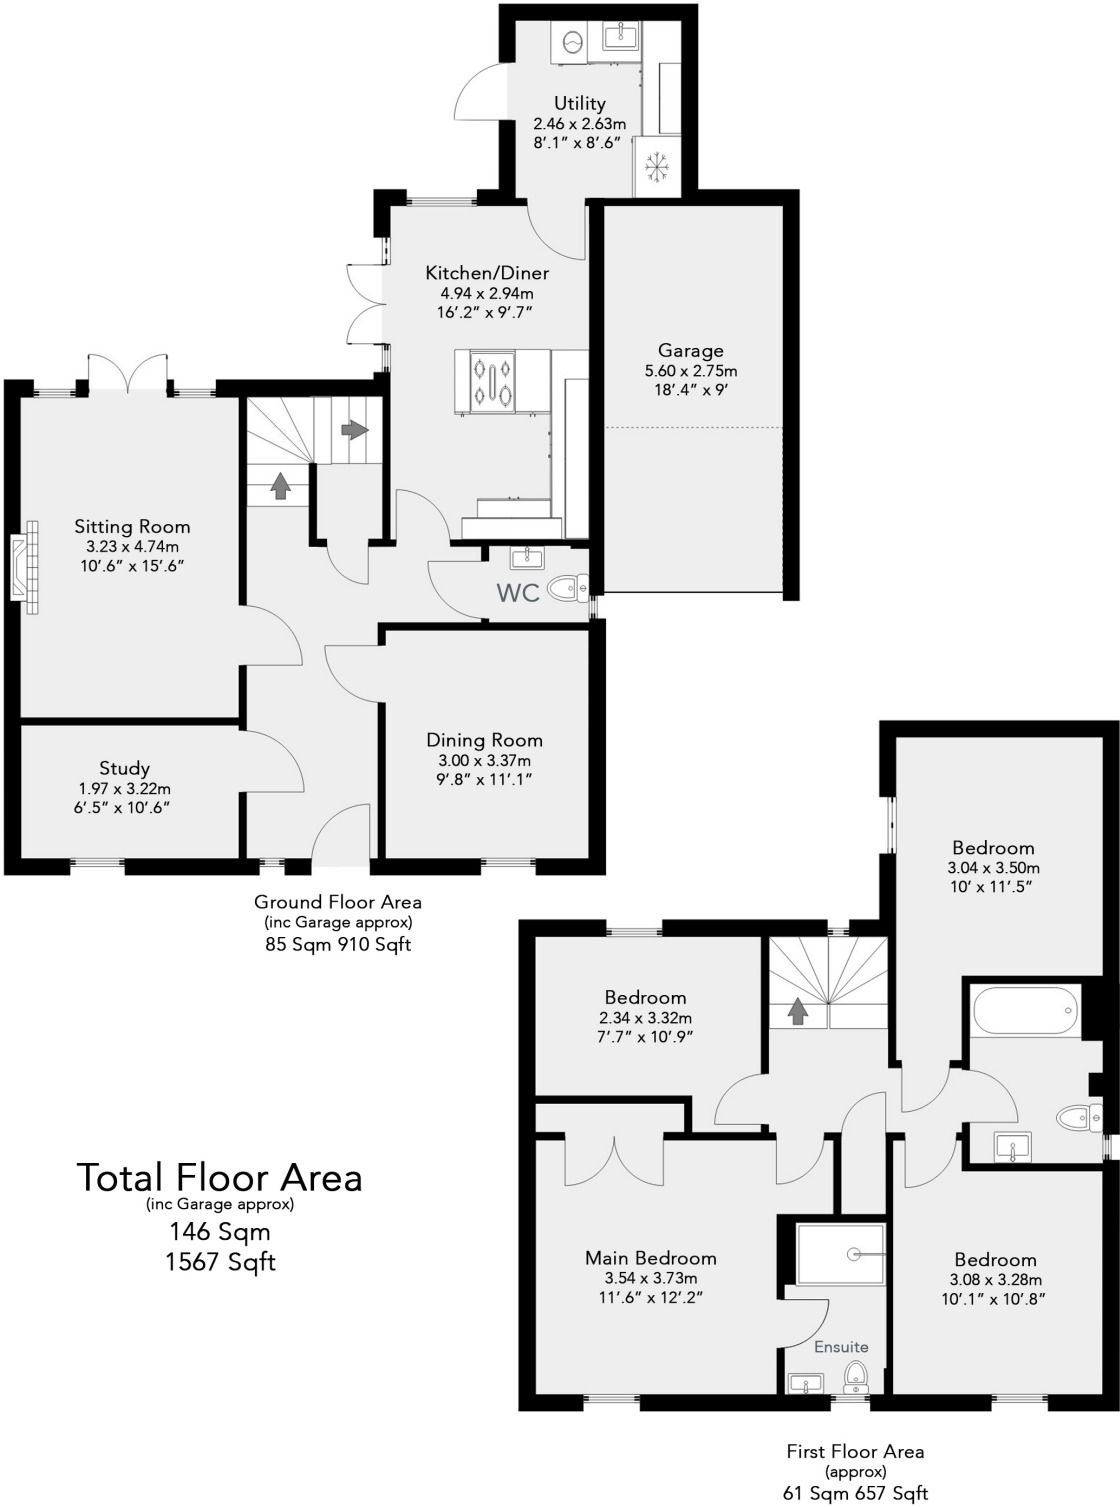 Utility
2.46 x 2.63m
8’.1” x 8’.6”
Kitchen/Diner
4.94 x 2.94m
16’.2” x 9’.7”
Garage
5.60 x 2.75m
18’.4” x 9’
Sitting Room
3.23 x 4.74m
10’.6” x 15’.6”
WC
Dining Room
3.00 x 3.37m
9’.8” x 11’.1”
Study
1.97 x 3.22m
6’.5” x 10’.6”
Ground Floor Area
(inc Garage approx)
85 Sqm 910 Sqft
Bedroom
3.04 x 3.50m
10’ x 11’.5”
Bedroom
2.34 x 3.32m
7’.7” x 10’.9”
Total Floor Area
(inc Garage approx)
146 Sqm
1567 Sqft
Main Bedroom
3.54 x 3.73m
11’.6” x 12’.2”
Bedroom
3.08 x 3.28m
10’.1” x 10’.8”
Ensuite
First Floor Area
(approx)
61 Sqm 657 Sqft